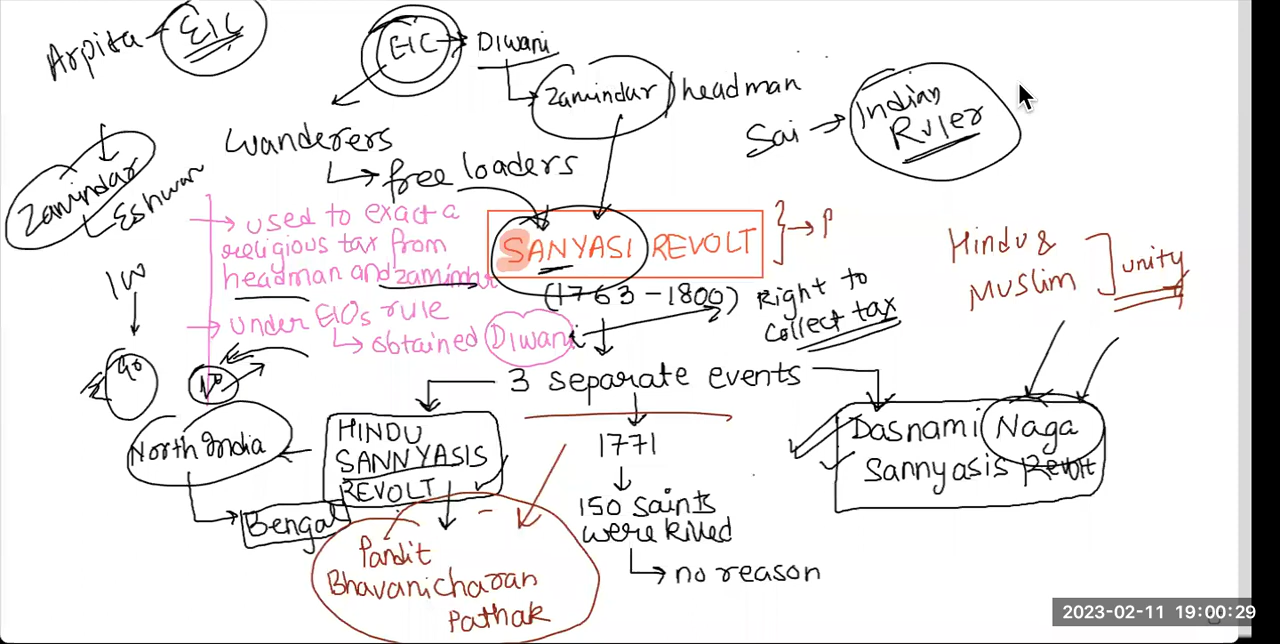 Arpita EIC
EIC Diwani
Zamindar headman
Sai Indian
Ruler
Wanderers
free loaders
Zamindar
Eshwar
used to exact a
religious tax from
headman and zamindar
under EIOs rule
obtained Diwani
SANYASI REVOLT
(1763-1800)
Right to
collect tax
Hindu &
Muslim
unity
3 separate events
North India
Bengal
HINDU
SANNYASIS
REVOLT
Pandit
Bhavanicharan
Pathak
1771
150 saints
were killed
no reason
Dasnami Naga
Sannyasis Revolt
2023-02-11 19:00:29